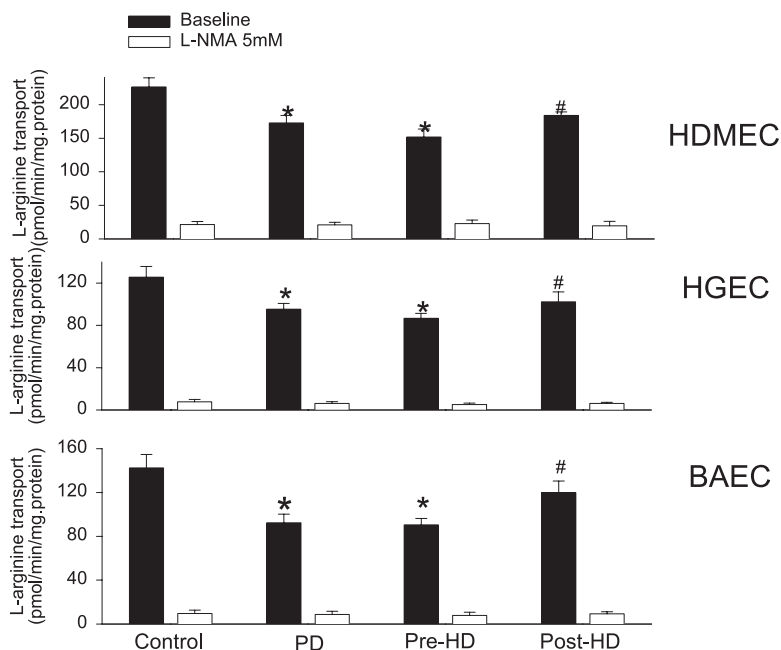 Baseline
L-NMA 5mM
L-arginine transport
(pmol/min/mg.protein)
200
150
100
50
0
*
*
#
HDMEC
L-arginine transport
(pmol/min/mg.protein)
120
80
40
0
*
*
#
HGEC
L-arginine transport
(pmol/min/mg.protein)
160
120
80
40
0
*
*
#
BAEC
Control PD Pre-HD Post-HD